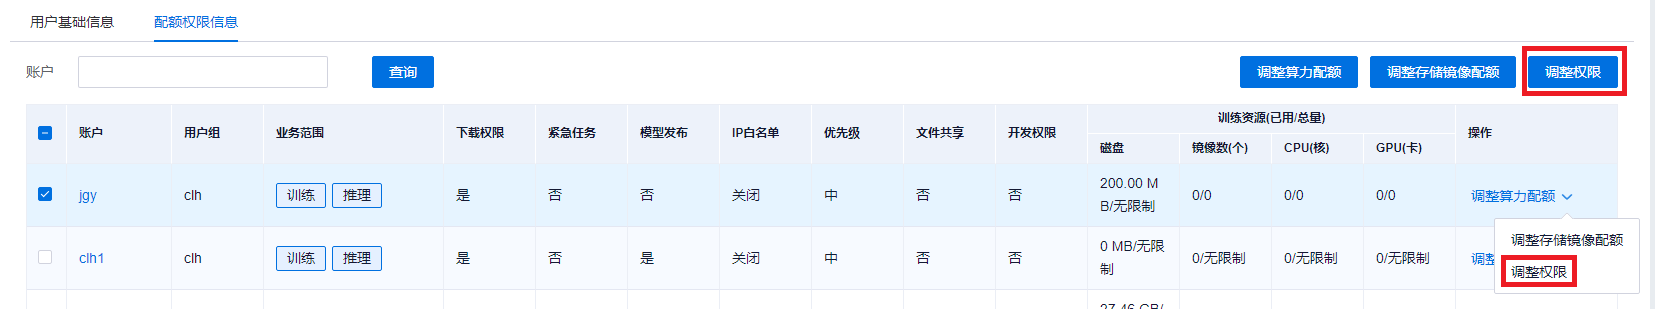 用户基础信息 配额权限信息
账户 查询 调整算力配额 调整存储镜像配额 调整权限
账户 用户组 业务范围 下载权限 紧急任务 模型发布 IP白名单 优先级 文件共享 开发权限 训练资源(已用/总量) 操作
磁盘 镜像数(个) CPU(核) GPU(卡)
jgy clh 训练 推理 是 否 否 关闭 中 否 否 200.00 M 0/0 0/0 0/0 调整算力配额
B/无限制
调整存储镜像配额
clh1 clh 训练 推理 是 否 是 关闭 中 否 否 0 MB/无限 0/无限制 0/无限制 0/无限制 调整
制
调整权限
27.46 GB/